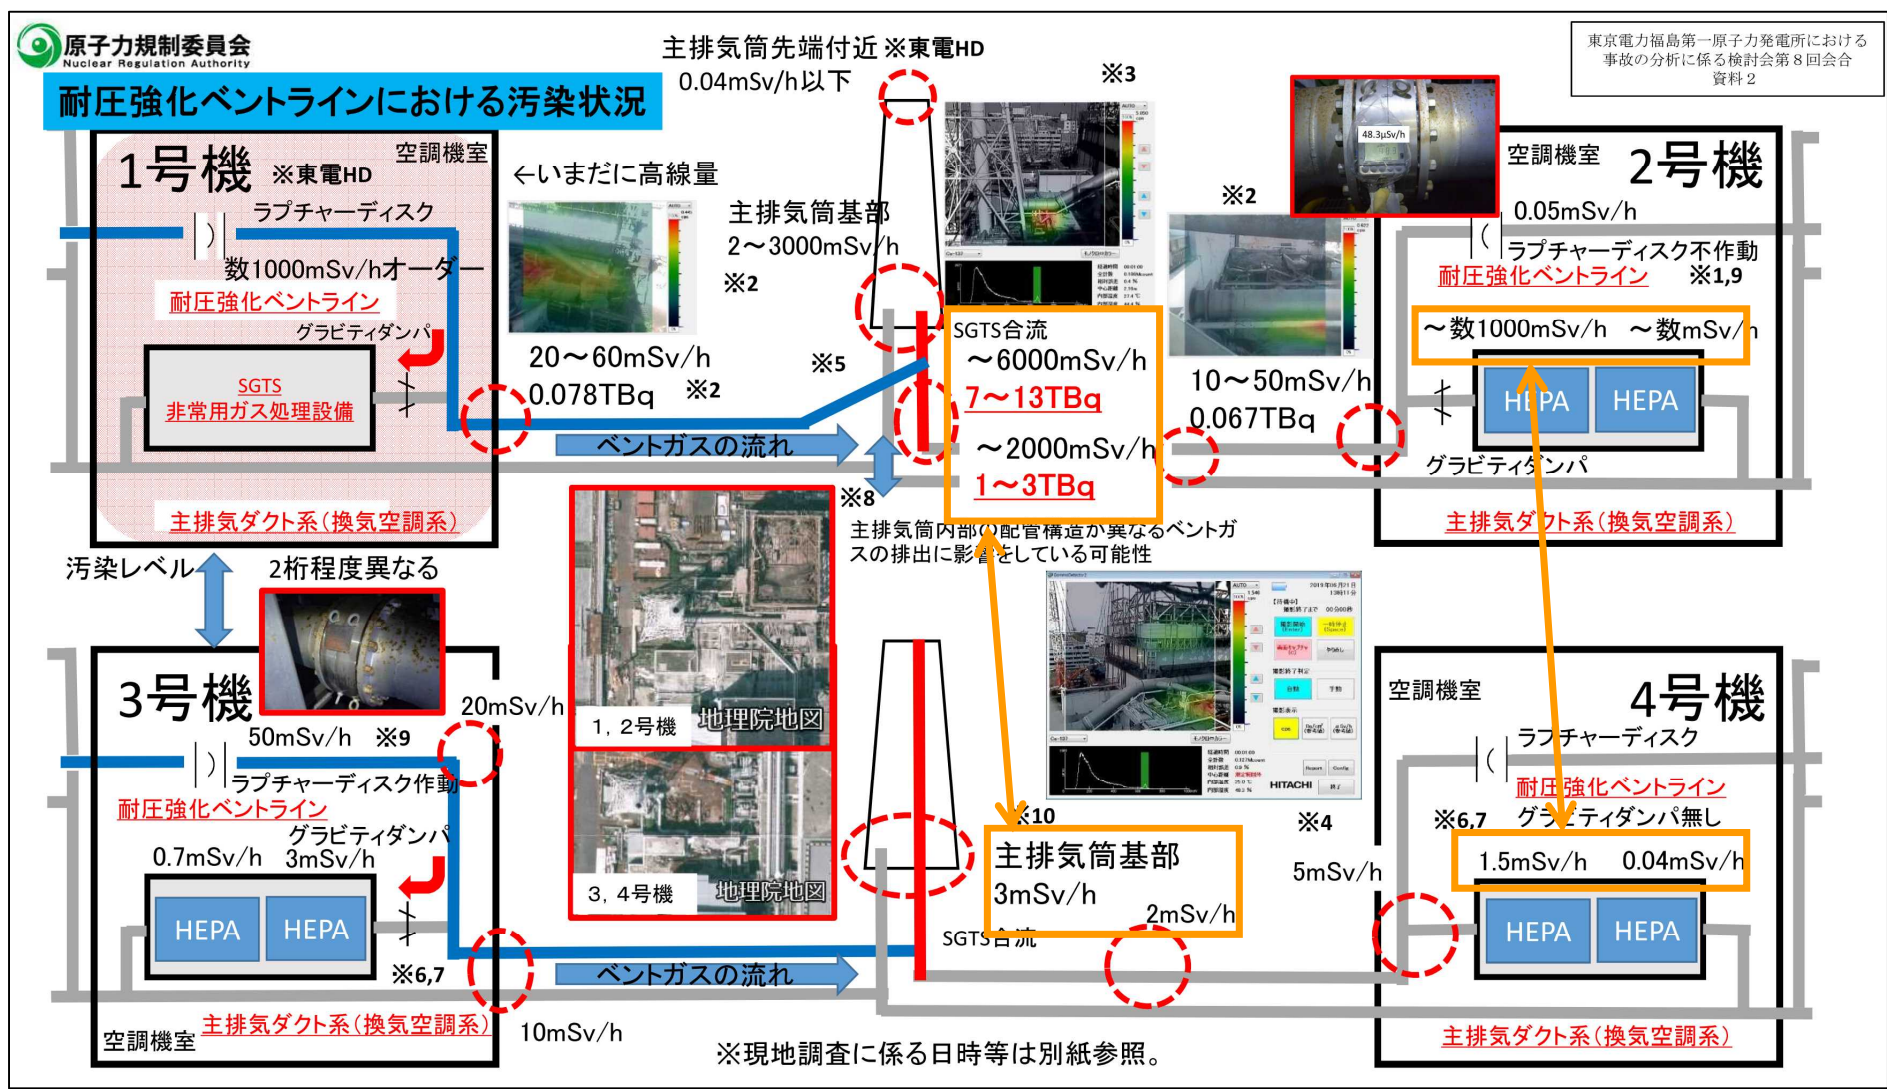 原子力規制委員会
Nuclear Regulation Authority
耐圧強化ベントラインにおける汚染状況
東京電力福島第一原子力発電所における
事故の分析に係る検討会第8回会合
資料2
主排気筒先端付近 ※東電HD
0.04mSv/h以下
※3
1号機 ※東電HD
空調機室
ラプチャーディスク
数1000mSv/hオーダー
耐圧強化ベントライン
グラビティダンパ
SGTS
非常用ガス処理設備
主排気ダクト系(換気空調系)
←いまだに高線量
主排気筒基部
2～3000mSv/h
※2
20～60mSv/h
0.078TBq ※2
※5
ベントガスの流れ
SGTS合流
～6000mSv/h
7～13TBq
～2000mSv/h
1～3TBq
※2
10～50mSv/h
0.067TBq
48.3μSv/h
空調機室
2号機
0.05mSv/h
ラプチャーディスク不作動
耐圧強化ベントライン ※1,9
～数1000mSv/h ～数mSv/h
HEPA HEPA
グラビティダンパ
主排気ダクト系(換気空調系)
※8
主排気筒内部の配管構造が異なるベントガ
スの排出に影響をしている可能性
汚染レベル
2桁程度異なる
1，2号機
地理院地図
3，4号機
地理院地図
3号機
20mSv/h
50mSv/h ※9
ラプチャーディスク作動
耐圧強化ベントライン
グラビティダンパ
0.7mSv/h 3mSv/h
HEPA HEPA
※6,7
ベントガスの流れ
主排気ダクト系(換気空調系)
空調機室
10mSv/h
AUTO
2019年06月21日
13時11分
Cs-137
HITACHI
Report
Config
終了
※10
※4
主排気筒基部
3mSv/h
2mSv/h
SGTS合流
5mSv/h
空調機室
4号機
ラプチャーディスク
耐圧強化ベントライン
※6,7 グラビティダンパ無し
1.5mSv/h 0.04mSv/h
HEPA HEPA
主排気ダクト系(換気空調系)
※現地調査に係る日時等は別紙参照。